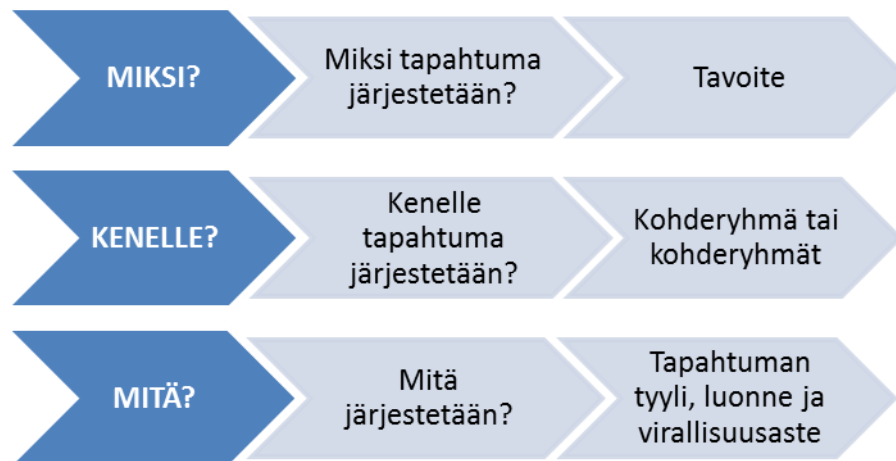 MIKSI?
Miksi tapahtuma
järjestetään?
Tavoite
KENELLE?
Kenelle
tapahtuma
järjestetään?
Kohderyhmä tai
kohderyhmät
MITÄ?
Mitä
järjestetään?
Tapahtuman
tyyli, luonne ja
virallisuusaste